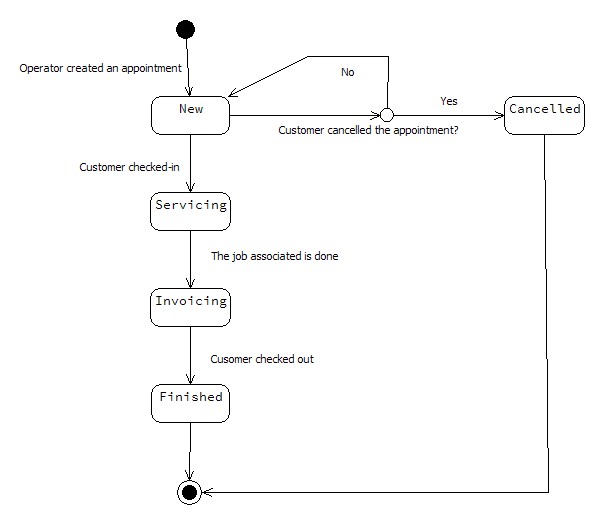 Operator created an appointment
No
New
Yes
Cancelled
Customer cancelled the appointment?
Customer checked-in
Servicing
The job associated is done
Invoicing
Cusomer checked out
Finished